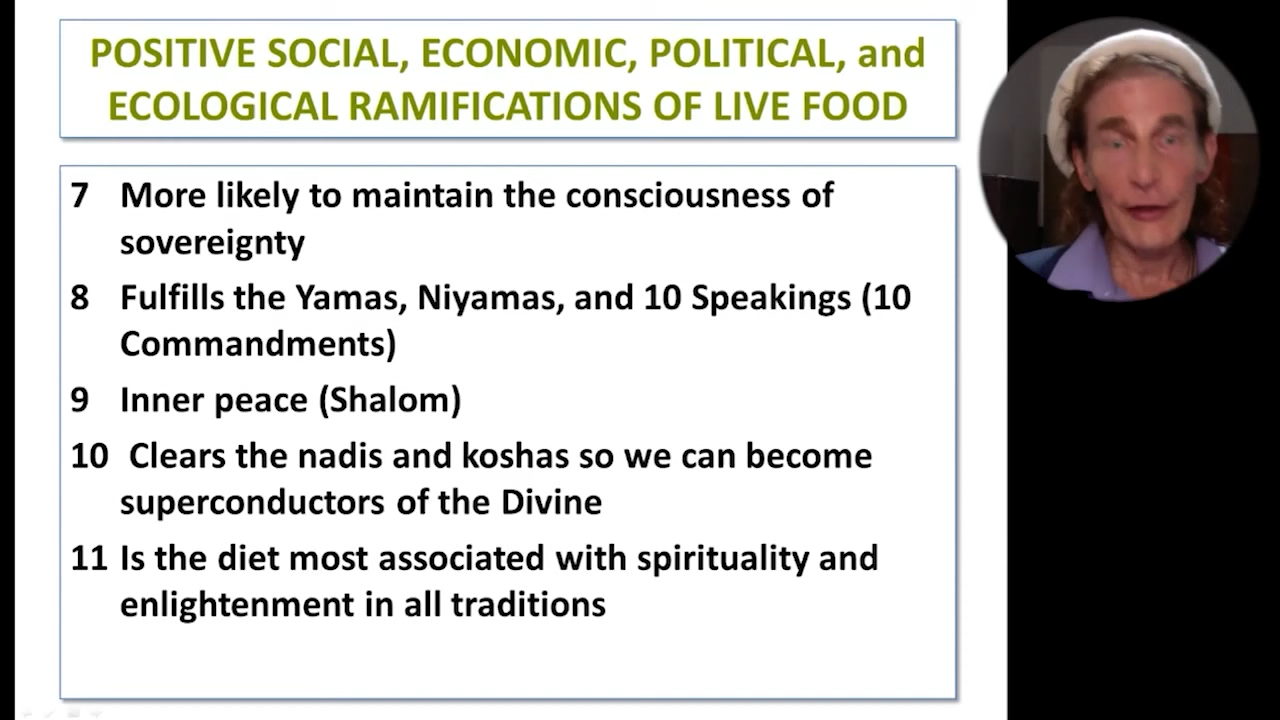 POSITIVE SOCIAL, ECONOMIC, POLITICAL, and
ECOLOGICAL RAMIFICATIONS OF LIVE FOOD
7 More likely to maintain the consciousness of
sovereignty
8 Fulfills the Yamas, Niyamas, and 10 Speakings (10
Commandments)
9 Inner peace (Shalom)
10 Clears the nadis and koshas so we can become
superconductors of the Divine
11 Is the diet most associated with spirituality and
enlightenment in all traditions